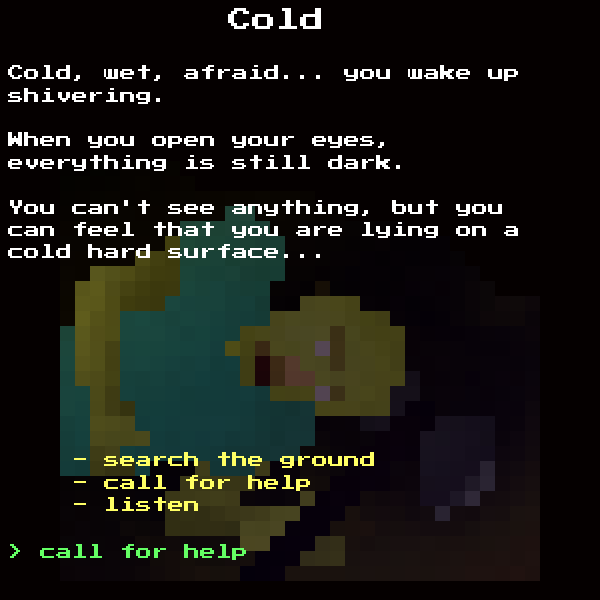 Cold
Cold, wet, afraid... you wake up
shivering.
When you open your eyes,
everything is still dark.
You can't see anything, but you
can feel that you are lying on a
cold hard surface...
- search the ground
- call for help
- listen
> call for help